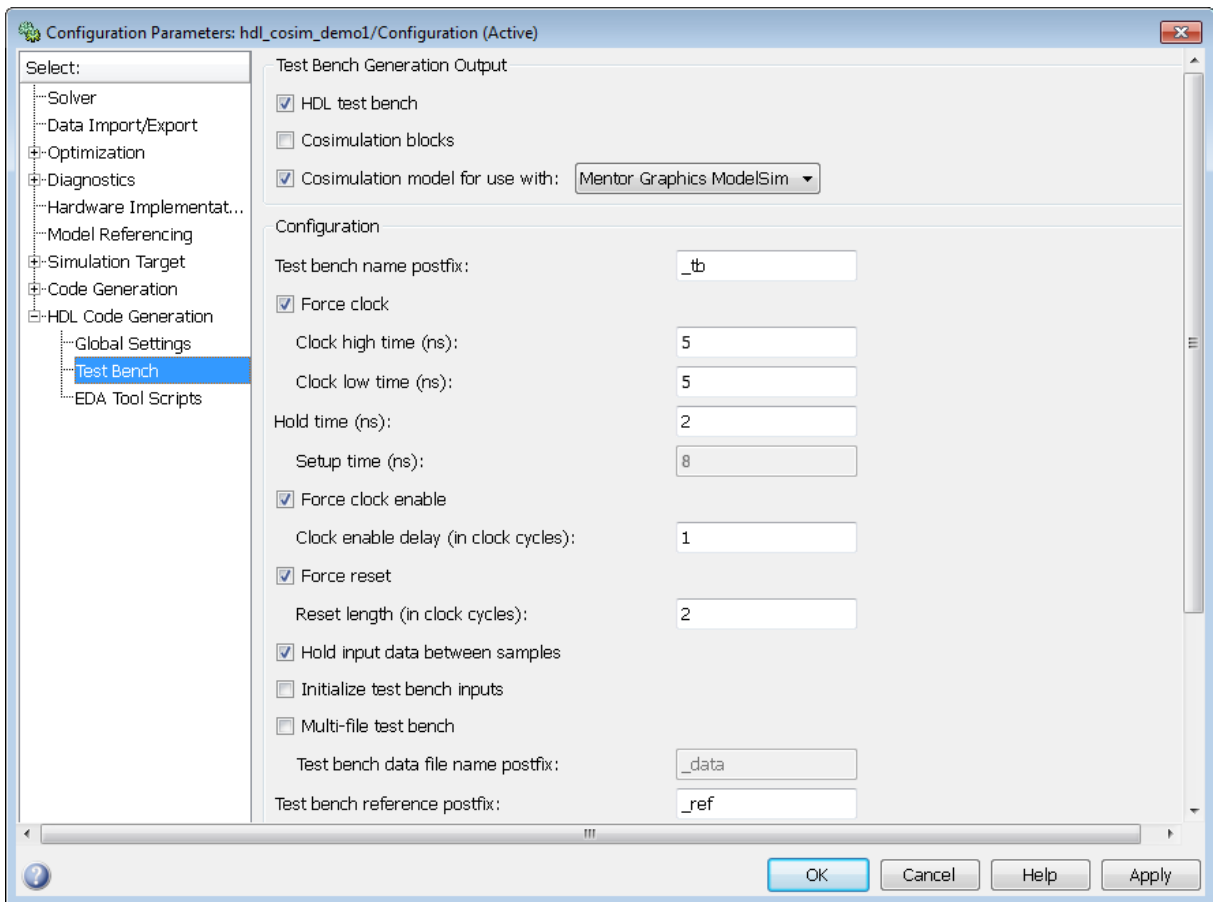 Configuration Parameters: hdl_cosim_demo1/Configuration (Active)
Select:
Solver
Data Import/Export
Optimization
Diagnostics
Hardware Implementat...
Model Referencing
Simulation Target
Code Generation
HDL Code Generation
Global Settings
Test Bench
EDA Tool Scripts
Test Bench Generation Output
HDL test bench
Cosimulation blocks
Cosimulation model for use with: Mentor Graphics ModelSim
Configuration
Test bench name postfix: _tb
Force clock
Clock high time (ns): 5
Clock low time (ns): 5
Hold time (ns): 2
Setup time (ns): 8
Force clock enable
Clock enable delay (in clock cycles): 1
Force reset
Reset length (in clock cycles): 2
Hold input data between samples
Initialize test bench inputs
Multi-file test bench
Test bench data file name postfix: _data
Test bench reference postfix: _ref
OK Cancel Help Apply